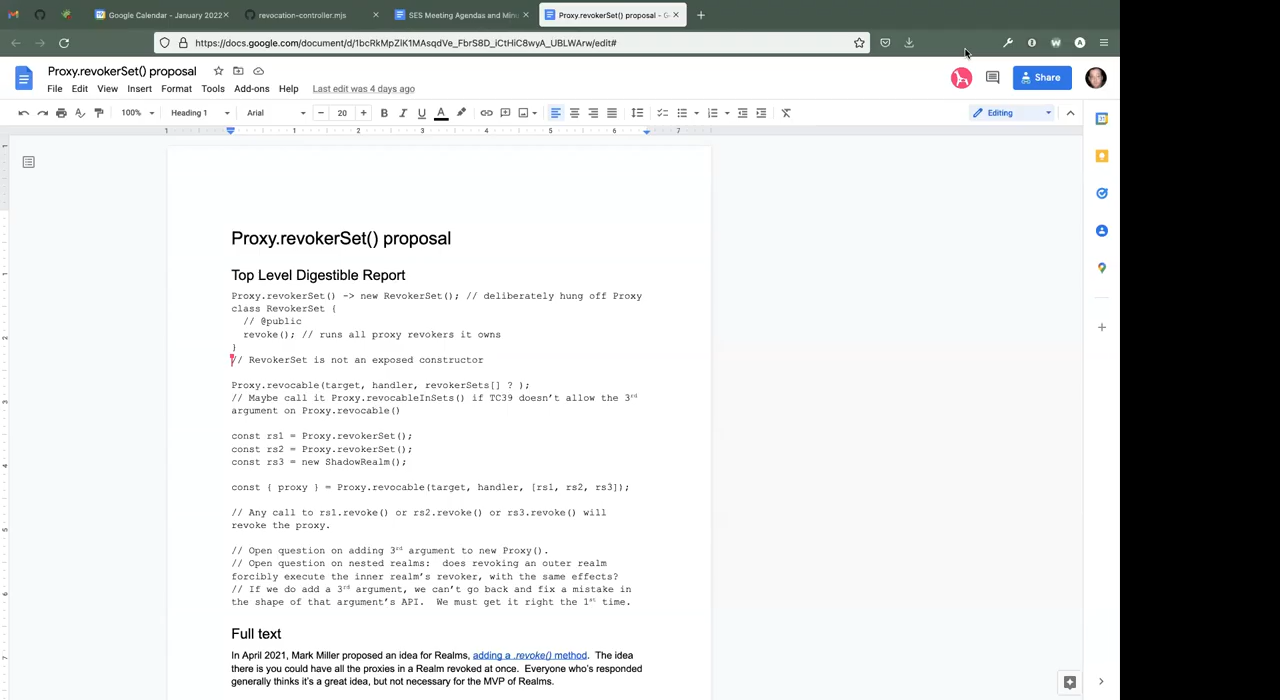 Google Calendar - January 2022
revocation-controller.mjs
SES Meeting Agendas and Minu
Proxy.revokerSet() proposal - G
https://docs.google.com/document/d/1bcRkMpZlK1MAsqdVe_FbrS8D_iCtHiC8wyA_UBLWArw/edit#
Proxy.revokerSet() proposal
File Edit View Insert Format Tools Add-ons Help Last edit was 4 days ago
Share
100% Heading 1 Arial 20 Editing
1 1 2 3 4 5 6 7
Proxy.revokerSet() proposal
Top Level Digestible Report
Proxy.revokerSet() -> new RevokerSet(); // deliberately hung off Proxy
class RevokerSet {
// @public
revoke(); // runs all proxy revokers it owns
}
// RevokerSet is not an exposed constructor
Proxy.revocable(target, handler, revokerSets[] ? );
// Maybe call it Proxy.revocableInSets() if TC39 doesn't allow the 3rd
argument on Proxy.revocable()
const rs1 = Proxy.revokerSet();
const rs2 = Proxy.revokerSet();
const rs3 = new ShadowRealm();
const { proxy } = Proxy.revocable(target, handler, [rs1, rs2, rs3]);
// Any call to rs1.revoke() or rs2.revoke() or rs3.revoke() will
revoke the proxy.
// Open question on adding 3rd argument to new Proxy().
// Open question on nested realms: does revoking an outer realm
forcibly execute the inner realm's revoker, with the same effects?
// If we do add a 3rd argument, we can't go back and fix a mistake in
the shape of that argument's API. We must get it right the 1st time.
Full text
In April 2021, Mark Miller proposed an idea for Realms, adding a .revoke() method. The idea
there is you could have all the proxies in a Realm revoked at once. Everyone who's responded
generally thinks it's a great idea, but not necessary for the MVP of Realms.